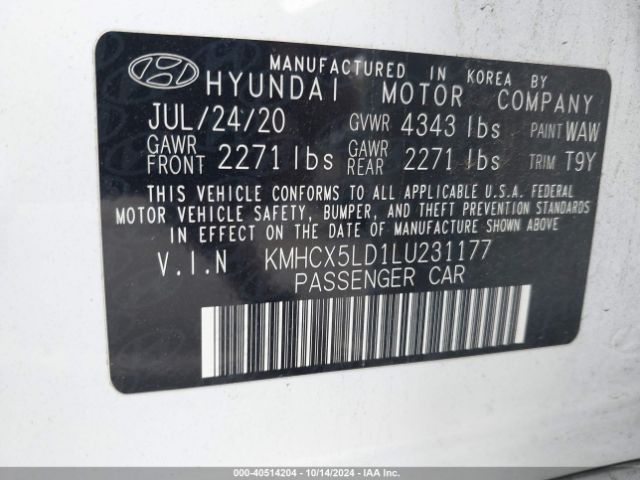 MANUFACTURED IN KOREA BY
HYUNDAI MOTOR COMPANY
JUL/24/20 GVWR 4343 lbs PAINT WAW
GAWR FRONT 2271 lbs GAWR REAR 2271 lbs TRIM T9Y
THIS VEHICLE CONFORMS TO ALL APPLICABLE U.S.A. FEDERAL
MOTOR VEHICLE SAFETY, BUMPER, AND THEFT PREVENTION STANDARDS
IN EFFECT ON THE DATE OF MANUFACTURE SHOWN ABOVE
V.I.N KMHCX5LD1LU231177
PASSENGER CAR
000-40514204 - 10/14/2024 - IAA Inc.